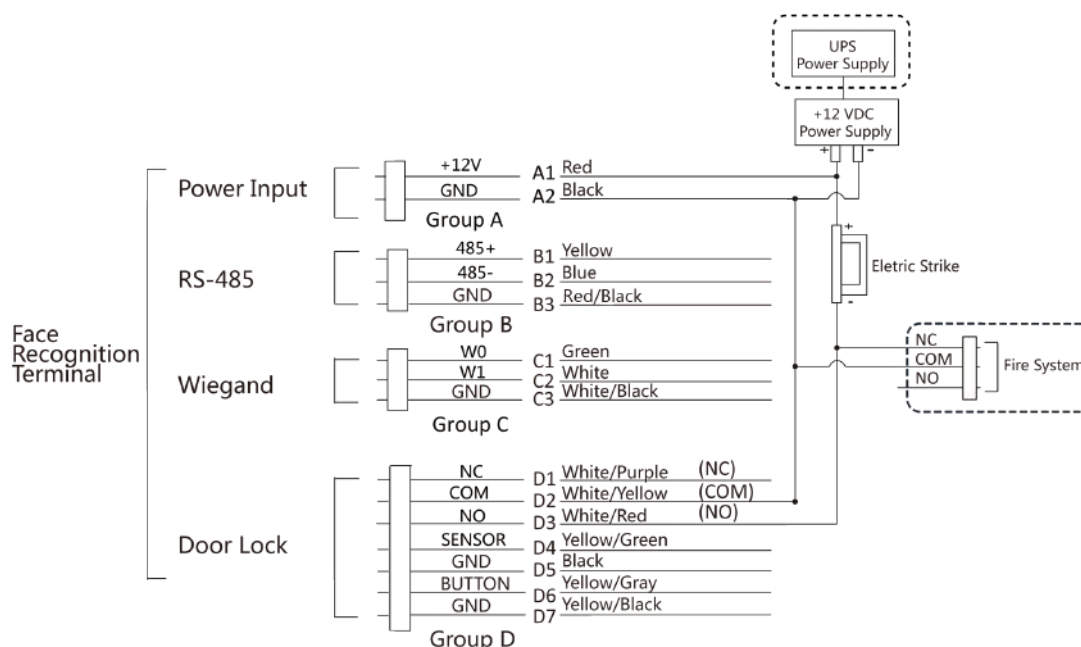 UPS
Power Supply
+12 VDC
Power Supply
+ -
Power Input
+12V A1 Red
GND A2 Black
Group A
+
Eletric Strike
-
RS-485
485+ B1 Yellow
485- B2 Blue
GND B3 Red/Black
Group B
Face
Recognition
Terminal
NC
COM
NO
Fire System
Wiegand
W0 C1 Green
W1 C2 White
GND C3 White/Black
Group C
Door Lock
NC D1 White/Purple (NC)
COM D2 White/Yellow (COM)
NO D3 White/Red (NO)
SENSOR D4 Yellow/Green
GND D5 Black
BUTTON D6 Yellow/Gray
GND D7 Yellow/Black
Group D